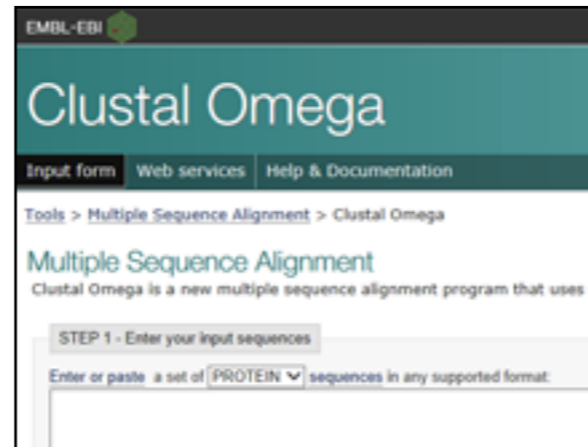 EMBL-EBI
Clustal Omega
Input form Web services Help & Documentation
Tools > Multiple Sequence Alignment > Clustal Omega
Multiple Sequence Alignment
Clustal Omega is a new multiple sequence alignment program that uses
STEP 1 - Enter your input sequences
Enter or paste a set of PROTEIN sequences in any supported format: